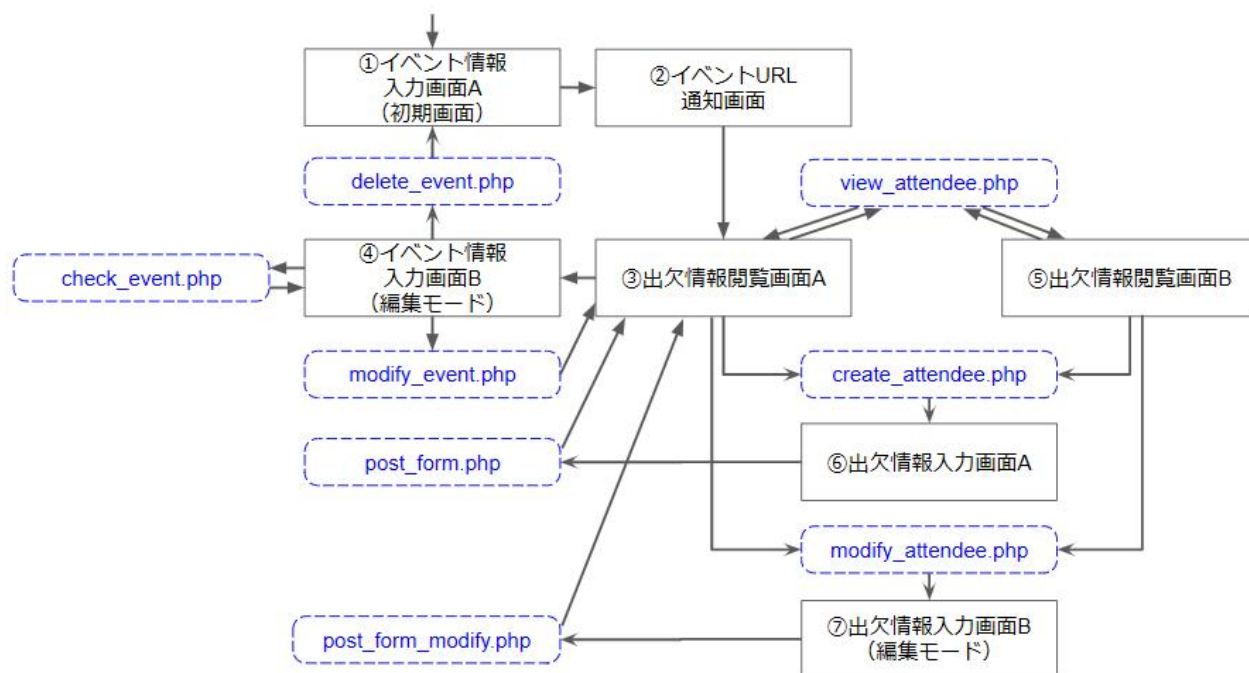 ①イベント情報
入力画面A
（初期画面）
②イベントURL
通知画面
delete_event.php
view_attendee.php
check_event.php
④イベント情報
入力画面B
（編集モード）
③出欠情報閲覧画面A
⑤出欠情報閲覧画面B
modify_event.php
create_attendee.php
post_form.php
⑥出欠情報入力画面A
modify_attendee.php
post_form_modify.php
⑦出欠情報入力画面B
（編集モード）